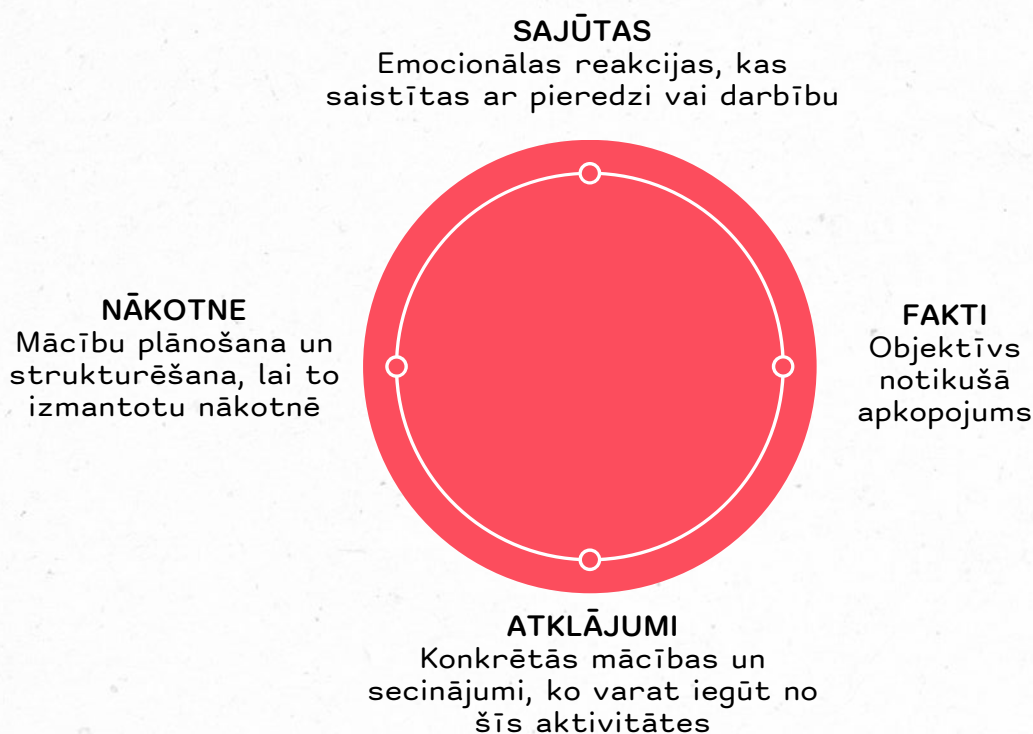 SAJŪTAS
Emocionālas reakcijas, kas
saistītas ar pieredzi vai darbību
NĀKOTNE
Mācību plānošana un
strukturēšana, lai to
izmantotu nākotnē
FAKTI
Objektīvs
notikušā
apkopojums
ATKLĀJUMI
Konkrētās mācības un
secinājumi, ko varat iegūt no
šīs aktivitātes